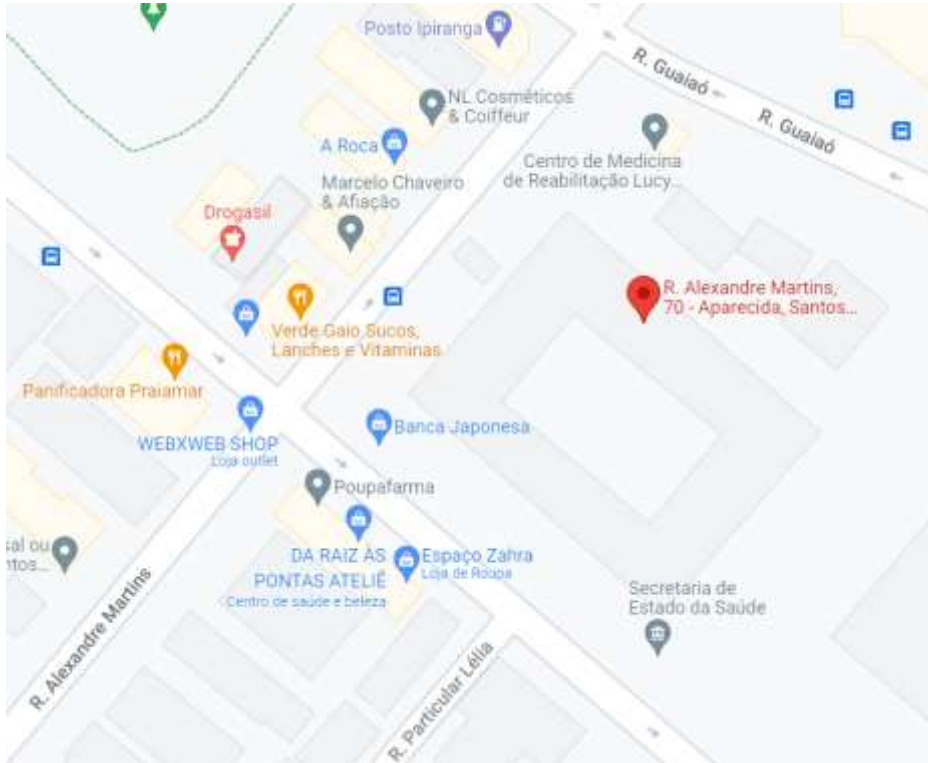 Posto Ipiranga
R. Guaiaó
R. Guaiaó
NL Cosméticos
& Coiffeur
A Roca
Centro de Medicina
de Reabilitação Lucy...
Marcelo Chaveiro
& Afiação
Drogasil
R. Alexandre Martins,
70 - Aparecida, Santos...
Verde Gaio Sucos,
Lanches e Vitaminas
Panificadora Praiamar
Banca Japonesa
WEBXWEB SHOP
Loja outlet
Poupafarma
sal ou
tos...
DA RAIZ ÀS
PONTAS ATELIÊ
Centro de saúde e beleza
Espaço Zahra
Loja de Roupa
Secretaria de
Estado da Saúde
R. Alexandre Martins
R. Particular Lélia